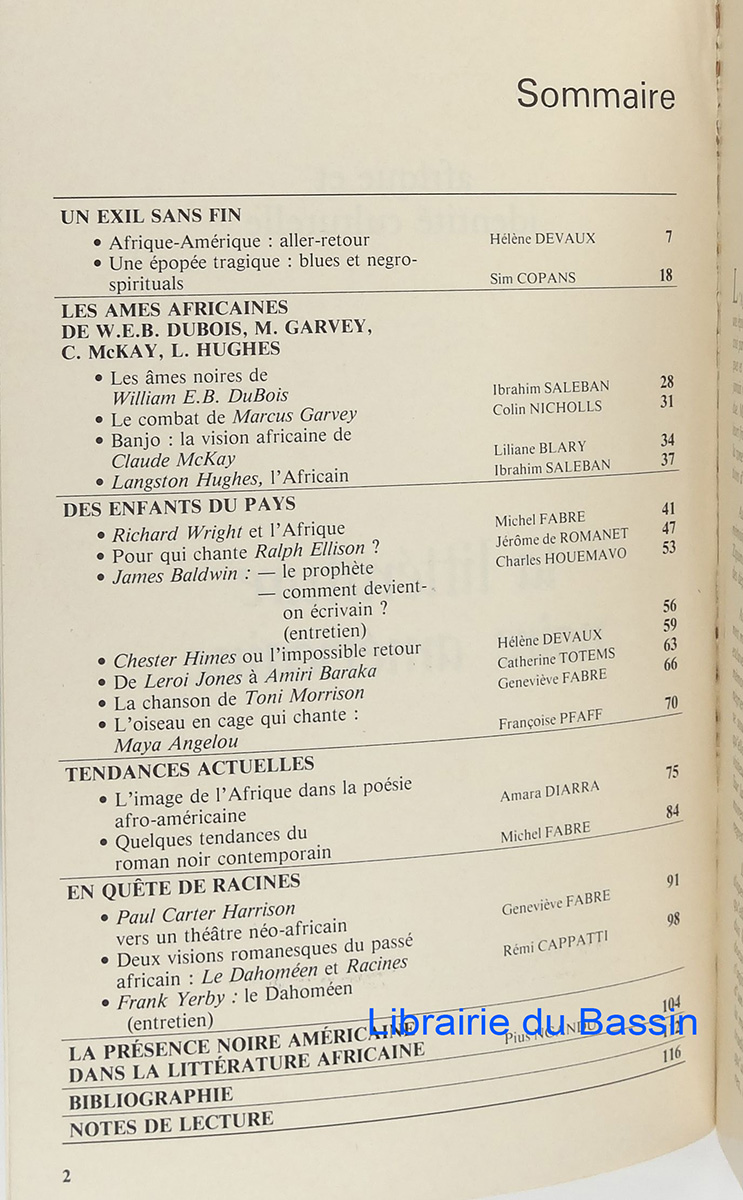 Sommaire
UN EXIL SANS FIN
• Afrique-Amérique : aller-retour Hélène DEVAUX 7
• Une épopée tragique : blues et negro-
spirituals Sim COPANS 18
LES AMES AFRICAINES
DE W.E.B. DUBOIS, M. GARVEY,
C. McKAY, L. HUGHES
• Les âmes noires de
William E.B. DuBois Ibrahim SALEBAN 28
• Le combat de Marcus Garvey Colin NICHOLLS 31
• Banjo : la vision africaine de
Claude McKay Liliane BLARY 34
• Langston Hughes, l'Africain Ibrahim SALEBAN 37
DES ENFANTS DU PAYS
• Richard Wright et l'Afrique Michel FABRE 41
• Pour qui chante Ralph Ellison ? Jérôme de ROMANET 47
• James Baldwin : — le prophète Charles HOUEMAVO 53
— comment devient-
on écrivain ?
(entretien) 56
• Chester Himes ou l'impossible retour Hélène DEVAUX 59
• De Leroi Jones à Amiri Baraka Catherine TOTEMS 63
• La chanson de Toni Morrison Geneviève FABRE 66
• L'oiseau en cage qui chante :
Maya Angelou Françoise PFAFF 70
TENDANCES ACTUELLES
• L'image de l'Afrique dans la poésie
afro-américaine Amara DIARRA 75
• Quelques tendances du
roman noir contemporain Michel FABRE 84
EN QUÊTE DE RACINES
• Paul Carter Harrison
vers un théâtre néo-africain Geneviève FABRE 91
• Deux visions romanesques du passé
africain : Le Dahoméen et Racines Rémi CAPPATTI 98
• Frank Yerby : le Dahoméen
(entretien)
LA PRÉSENCE NOIRE AMÉRICAINE 104
DANS LA LITTÉRATURE AFRICAINE Pius NGANDU
BIBLIOGRAPHIE 116
NOTES DE LECTURE
2
Librairie du Bassin